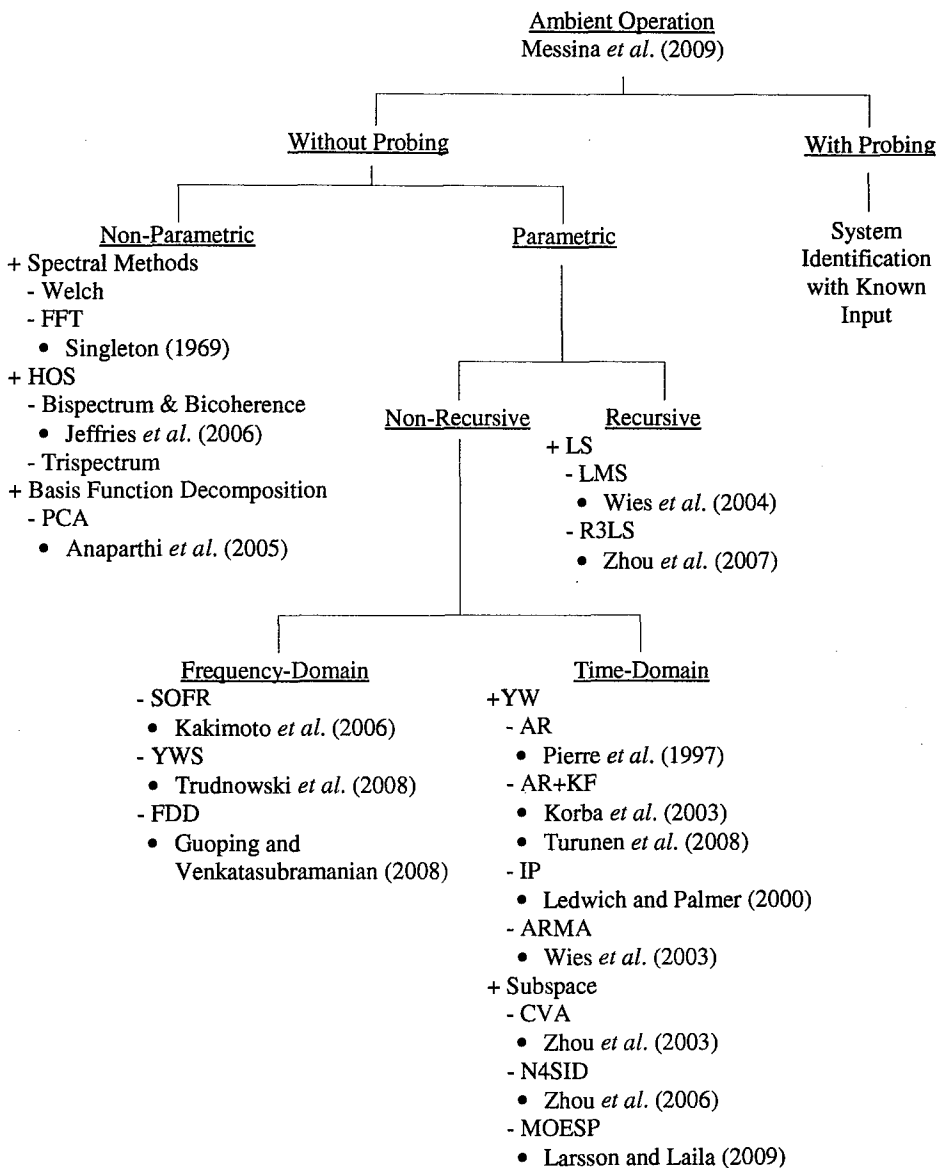 Ambient Operation
Messina et al. (2009)
Without Probing
With Probing
Non-Parametric
+ Spectral Methods
- Welch
- FFT
• Singleton (1969)
+ HOS
- Bispectrum & Bicoherence
• Jeffries et al. (2006)
- Trispectrum
+ Basis Function Decomposition
- PCA
• Anaparthi et al. (2005)
Parametric
System
Identification
with Known
Input
Non-Recursive
Recursive
+ LS
- LMS
• Wies et al. (2004)
- R3LS
• Zhou et al. (2007)
Frequency-Domain
- SOFR
• Kakimoto et al. (2006)
- YWS
• Trudnowski et al. (2008)
- FDD
• Guoping and
Venkatasubramanian (2008)
Time-Domain
+YW
- AR
• Pierre et al. (1997)
- AR+KF
• Korba et al. (2003)
• Turunen et al. (2008)
- IP
• Ledwich and Palmer (2000)
- ARMA
• Wies et al. (2003)
+ Subspace
- CVA
• Zhou et al. (2003)
- N4SID
• Zhou et al. (2006)
- MOESP
• Larsson and Laila (2009)